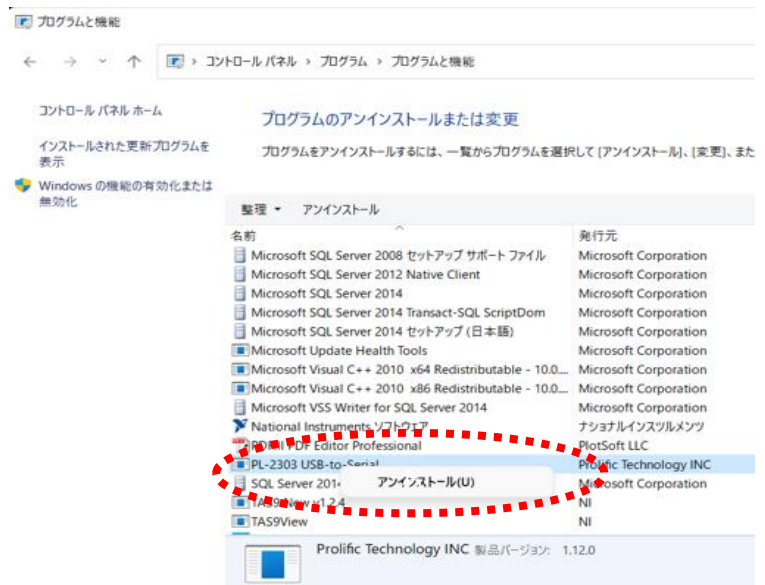 プログラムと機能
コントロール パネル › プログラム › プログラムと機能
コントロール パネル ホーム
インストールされた更新プログラムを
表示
Windows の機能の有効化または
無効化
プログラムのアンインストールまたは変更
プログラムをアンインストールするには、一覧からプログラムを選択して [アンインストール]、[変更]、また
整理 アンインストール
名前 発行元
Microsoft SQL Server 2008 セットアップ サポート ファイル Microsoft Corporation
Microsoft SQL Server 2012 Native Client Microsoft Corporation
Microsoft SQL Server 2014 Microsoft Corporation
Microsoft SQL Server 2014 Transact-SQL ScriptDom Microsoft Corporation
Microsoft SQL Server 2014 セットアップ (日本語) Microsoft Corporation
Microsoft Update Health Tools Microsoft Corporation
Microsoft Visual C++ 2010 x64 Redistributable - 10.0.... Microsoft Corporation
Microsoft Visual C++ 2010 x86 Redistributable - 10.0.... Microsoft Corporation
Microsoft VSS Writer for SQL Server 2014 Microsoft Corporation
National Instruments ソフトウェア ナショナルインスツルメンツ
PDF Editor Professional PlotSoft LLC
PL-2303 USB-to-Serial Prolific Technology INC
SQL Server 201 Microsoft Corporation
アンインストール(U)
TAS9 New v1.2.4 NI
TAS9View NI
Prolific Technology INC 製品バージョン: 1.12.0